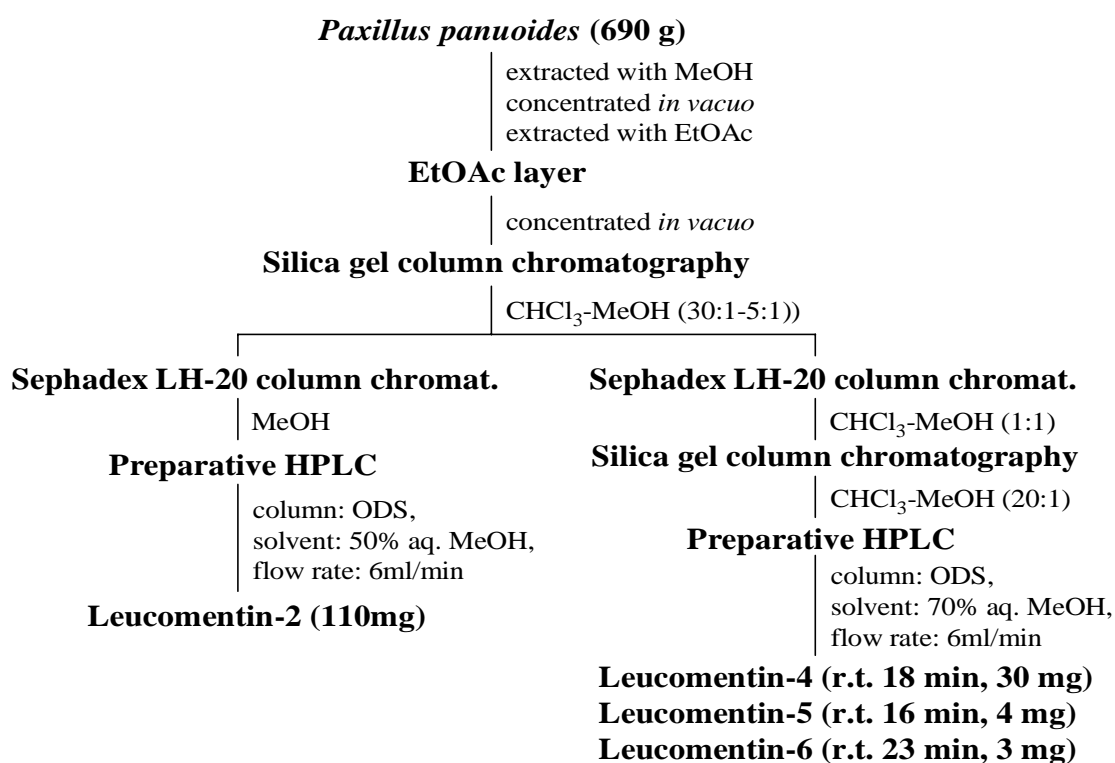 Paxillus panuoides (690 g)
extracted with MeOH
concentrated in vacuo
extracted with EtOAc
EtOAc layer
concentrated in vacuo
Silica gel column chromatography
CHCl3-MeOH (30:1-5:1))
Sephadex LH-20 column chromat.
MeOH
Preparative HPLC
column: ODS,
solvent: 50% aq. MeOH,
flow rate: 6ml/min
Leucomentin-2 (110mg)
Sephadex LH-20 column chromat.
CHCl3-MeOH (1:1)
Silica gel column chromatography
CHCl3-MeOH (20:1)
Preparative HPLC
column: ODS,
solvent: 70% aq. MeOH,
flow rate: 6ml/min
Leucomentin-4 (r.t. 18 min, 30 mg)
Leucomentin-5 (r.t. 16 min, 4 mg)
Leucomentin-6 (r.t. 23 min, 3 mg)